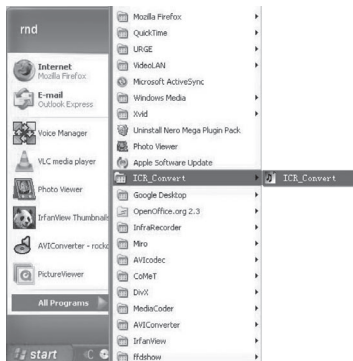 rnd
Internet
Mozilla Firefox
E-mail
Outlook Express
Voice Manager
VLC media player
Photo Viewer
IrfanView Thumbnails
AVIConverter - rockc
PictureViewer
All Programs
start
Mozilla Firefox
QuickTime
URGE
VideoLAN
Microsoft ActiveSync
Windows Media
Xvid
Uninstall Nero Mega Plugin Pack
Photo Viewer
Apple Software Update
ICR_Convert
Google Desktop
OpenOffice.org 2.3
InfraRecorder
Miro
AVIcodec
CoMeT
DivX
MediaCoder
AVIConverter
IrfanView
ffdshow
ICR_Convert